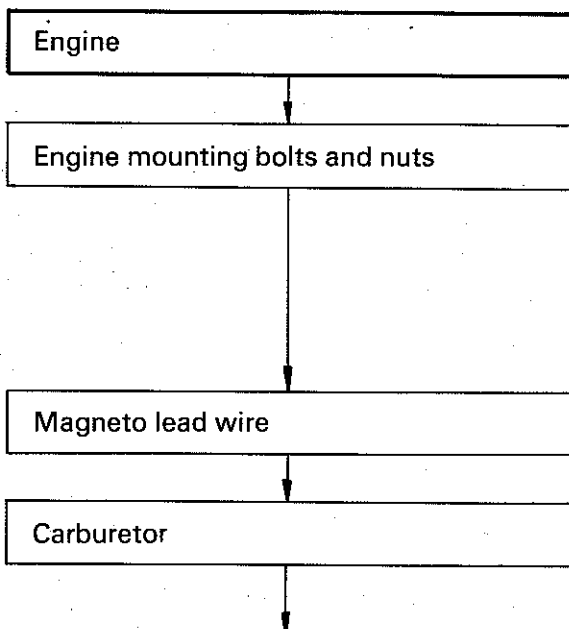 Engine
Engine mounting bolts and nuts
Magneto lead wire
Carburetor